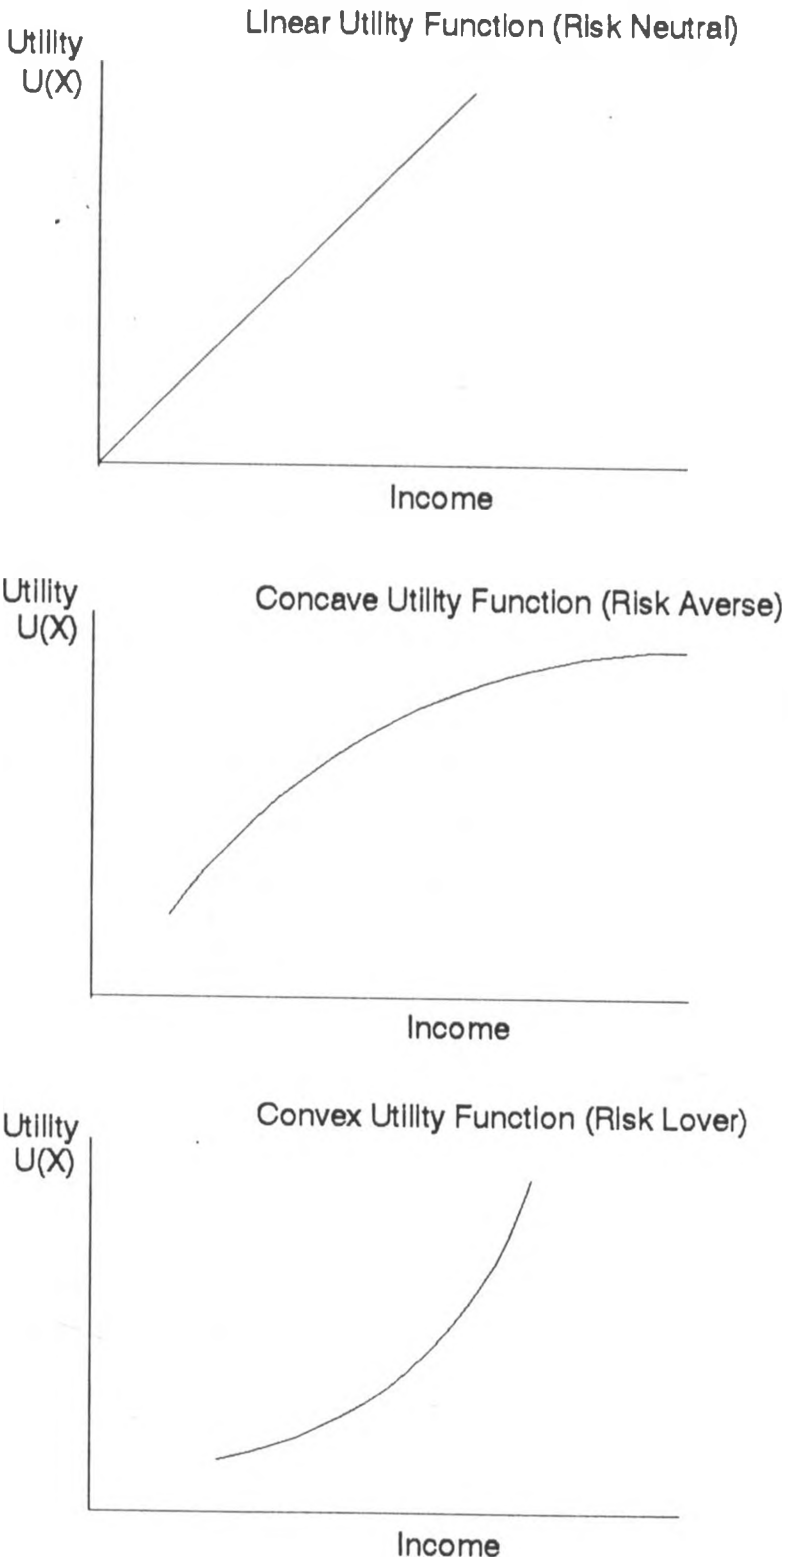 Linear Utility Function (Risk Neutral)
Utility
U(X)
Income
Utility
U(X)
Concave Utility Function (Risk Averse)
Income
Utility
U(X)
Convex Utility Function (Risk Lover)
Income